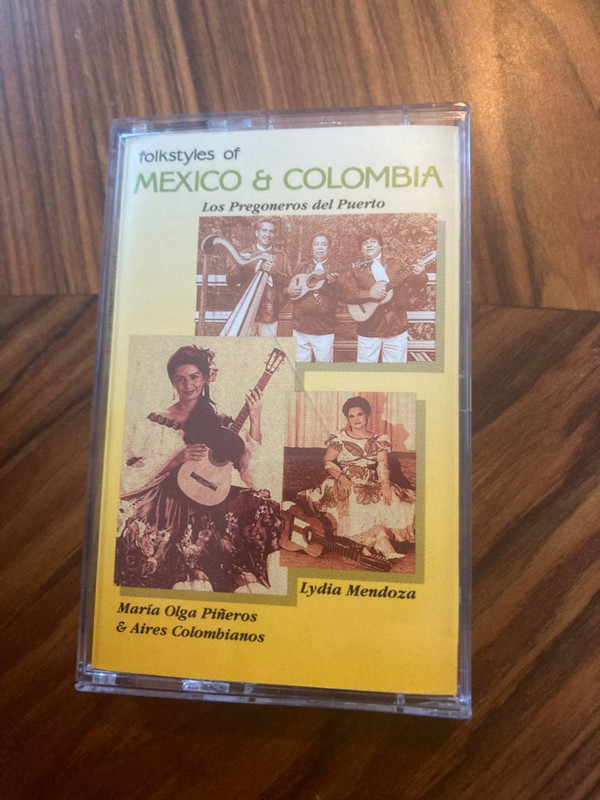 folkstyles of
MEXICO & COLOMBIA
Los Pregoneros del Puerto
Lydia Mendoza
María Olga Piñeros
& Aires Colombianos